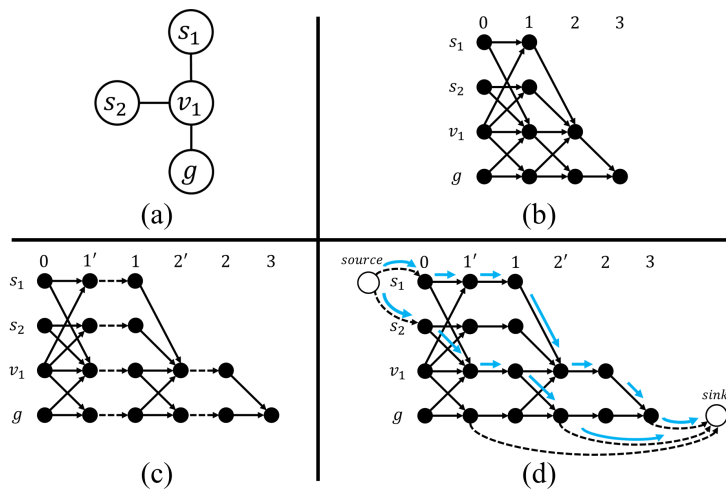 s₁
s₂ v₁
g
(a)
0 1 2 3
s₁
s₂
v₁
g
(b)
0 1′ 1 2′ 2 3
s₁
s₂
v₁
g
(c)
source 0 1′ 1 2′ 2 3
s₁
s₂
v₁
g
sink
(d)